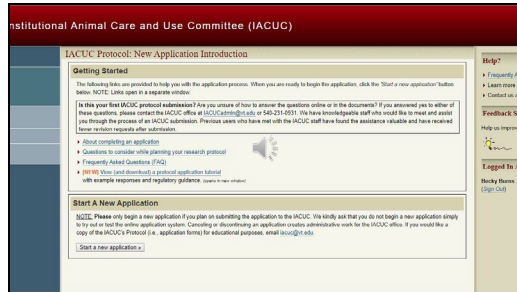 nstitutional Animal Care and Use Committee (IACUC)
IACUC Protocol: New Application Introduction
Getting Started
The following links are provided to help you with the application process. When you are ready to begin the application, click the "Start a new application" button
below. NOTE: Links open in a separate window.
Is this your first IACUC protocol submission? Are you unsure of how to answer the questions online or in the documents? If you answered yes to either of
these questions, please contact the IACUC office at IACUCadmin@vt.edu or 540-231-0931. We have knowledgeable staff who would like to meet and assist
you through the process of an IACUC submission. Previous users who have met with the IACUC staff have found the assistance valuable and have received
fewer revision requests after submission.
About completing an application
Questions to consider while planning your research protocol
Frequently Asked Questions (FAQ)
[NEW] View (and download) a protocol application tutorial
with example responses and regulatory guidance. (opens in new window)
Start A New Application
NOTE: Please only begin a new application if you plan on submitting the application to the IACUC. We kindly ask that you do not begin a new application simply
to try out or test the online application system. Canceling or discontinuing an application creates administrative work for the IACUC office. If you would like a
copy of the IACUC's Protocol (i.e., application forms) for educational purposes, email iacuc@vt.edu.
Start a new application »
Help?
Frequently A
Learn more
Contact us a
Feedback S
Help us improv
Logged In A
Becky Burns
(Sign Out)